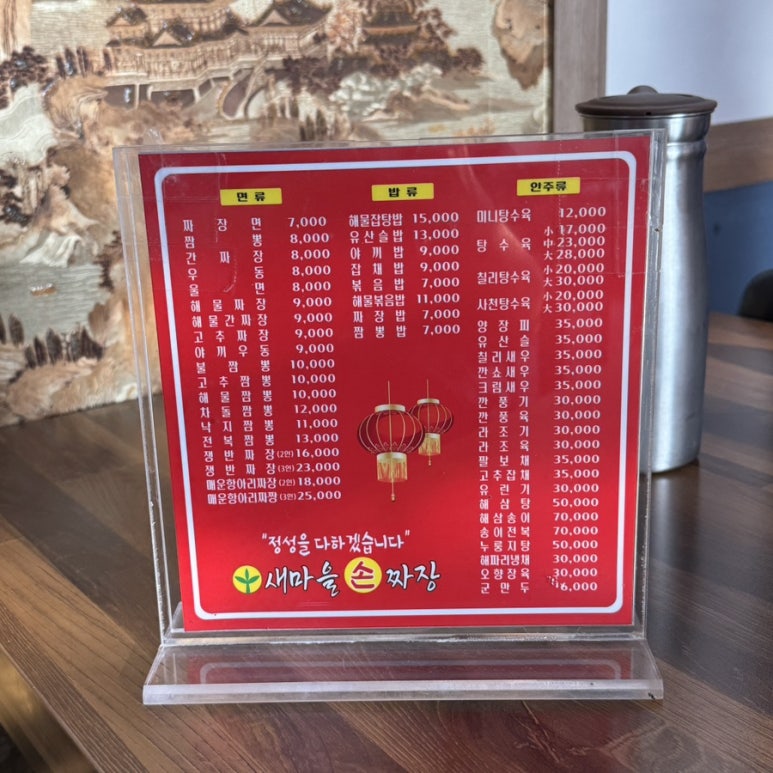 면 류
짜 장 면 7,000
짬 뽕 8,000
간 짜 장 8,000
우 동 8,000
울 면 8,000
해 물 짜 장 9,000
해 물 간 짜 장 9,000
고 추 짜 장 9,000
야 끼 우 동 9,000
불 짬 뽕 10,000
고 추 짬 뽕 10,000
해 물 짬 뽕 10,000
차 돌 짬 뽕 12,000
낙 지 짬 뽕 11,000
전 복 짬 뽕 13,000
쟁 반 짜 장 (2인) 16,000
쟁 반 짜 장 (3인) 23,000
매운항아리짜장 (2인) 18,000
매운항아리짜짬 (3인) 25,000
밥 류
해물잡탕밥 15,000
유산슬밥 13,000
야 끼 밥 9,000
잡 채 밥 9,000
볶 음 밥 7,000
해물볶음밥 11,000
짜 장 밥 7,000
짬 뽕 밥 7,000
안주류
미니탕수육 12,000
탕 수 육 小 17,000
中 23,000
大 28,000
칠리탕수육 小 20,000
大 30,000
사천탕수육 小 20,000
大 30,000
양 장 피 35,000
유 산 슬 35,000
칠리새우 35,000
깐쇼새우 35,000
크림새우 35,000
깐 풍 기 30,000
깐 풍 육 30,000
라 조 기 30,000
라 조 육 30,000
팔 보 채 35,000
고추잡채 35,000
유 린 기 30,000
해 삼 탕 50,000
해삼송이 70,000
송이전복 70,000
누룽지탕 50,000
해파리냉채 30,000
오 향 장 육 30,000
군 만 두 6,000
"정성을 다하겠습니다"
새마을 손 짜장